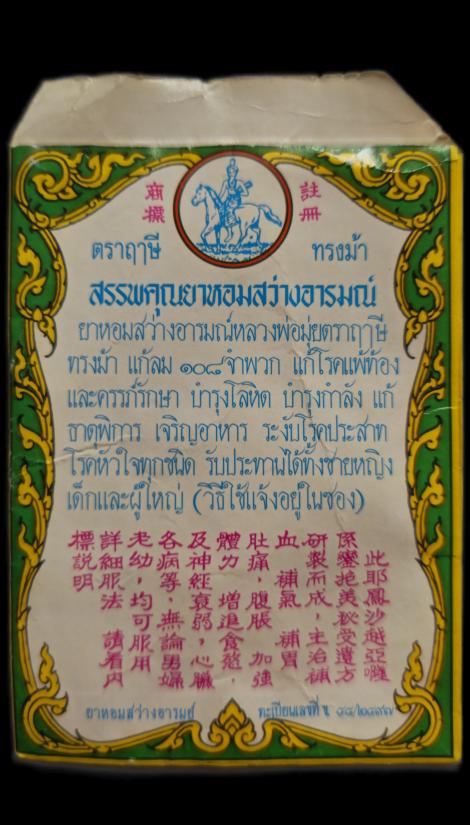 商標
註冊
ตราฤๅษี ทรงม้า
สรรพคุณยาหอมสว่างอารมณ์
ยาหอมสว่างอารมณ์หลวงพ่อมุ่ยตราฤๅษี
ทรงม้า แก้ลม ๑๐๘ จำพวก แก้โรคแพ้ท้อง
และครรภ์รักษา บำรุงโลหิต บำรุงกำลัง แก้
ธาตุพิการ เจริญอาหาร ระงับโรคประสาท
โรคหัวใจทุกชนิด รับประทานได้ทั้งชายหญิง
เด็กและผู้ใหญ่ (วิธีใช้แจ้งอยู่ในซอง)
此耶鳳沙越亞
係鑾抱美秘受遺方
研製而成，主治補
血 補氣 補胃
肚痛，腹脹 加強
體力 增進食慾，
及神經衰弱，心臟
各病等，無論男婦
老幼，均可服用
詳細服法 請看內
標說明
ยาหอมสว่างอารมณ์ ทะเบียนเลขที่ ข.